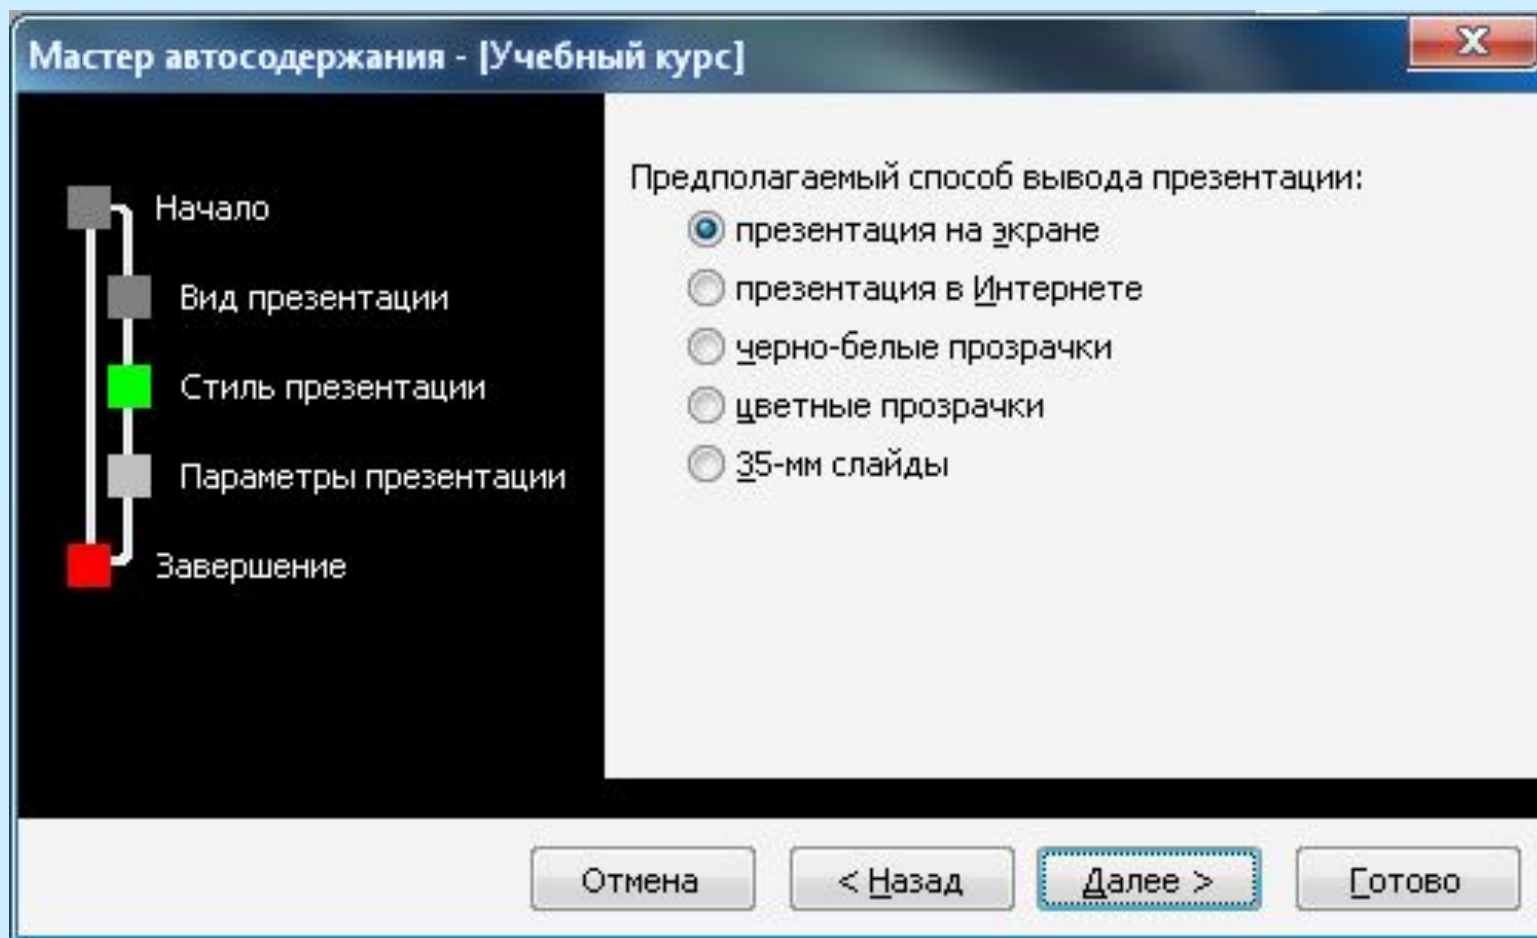 Мастер автосодержания - [Учебный курс]
Начало
Вид презентации
Стиль презентации
Параметры презентации
Завершение
Предполагаемый способ вывода презентации:
презентация на экране
презентация в Интернете
черно-белые прозрачки
цветные прозрачки
35-мм слайды
Отмена
< Назад
Далее >
Готово